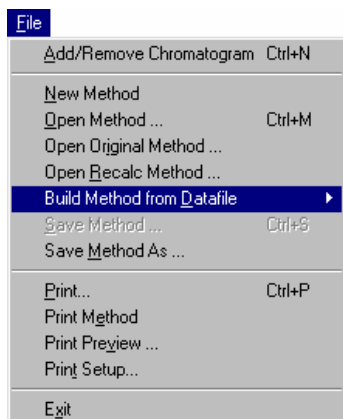 File
Add/Remove Chromatogram Ctrl+N
New Method
Open Method ... Ctrl+M
Open Original Method ...
Open Recalc Method ...
Build Method from Datafile
Save Method ... Ctrl+S
Save Method As ...
Print... Ctrl+P
Print Method
Print Preview ...
Print Setup...
Exit